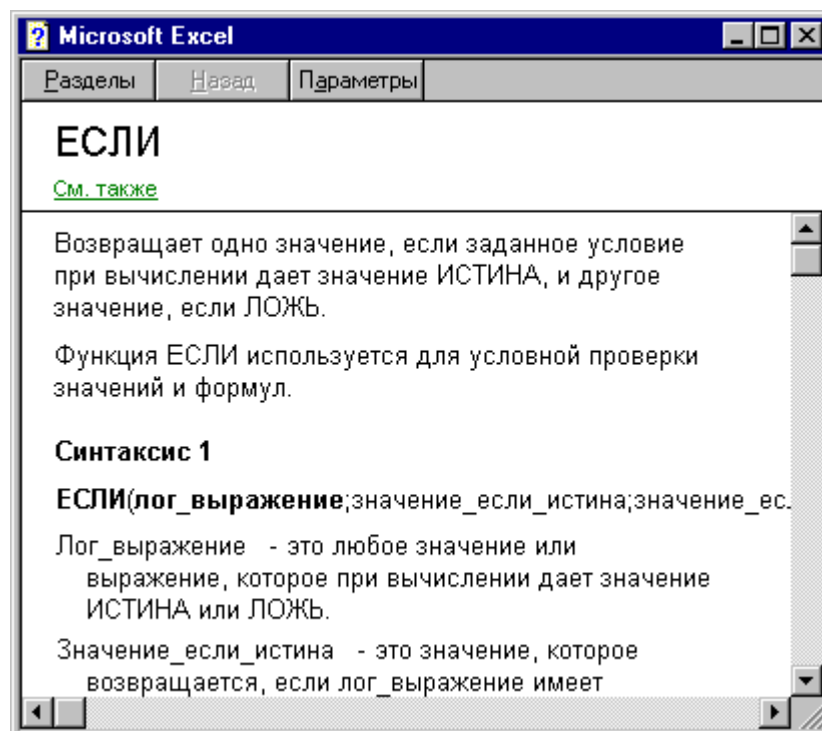 Microsoft Excel
Разделы Назад Параметры
ЕСЛИ
См. также
Возвращает одно значение, если заданное условие
при вычислении дает значение ИСТИНА, и другое
значение, если ЛОЖЬ.
Функция ЕСЛИ используется для условной проверки
значений и формул.
Синтаксис 1
ЕСЛИ(лог_выражение;значение_если_истина;значение_ес.
Лог_выражение - это любое значение или
выражение, которое при вычислении дает значение
ИСТИНА или ЛОЖЬ.
Значение_если_истина - это значение, которое
возвращается, если лог_выражение имеет